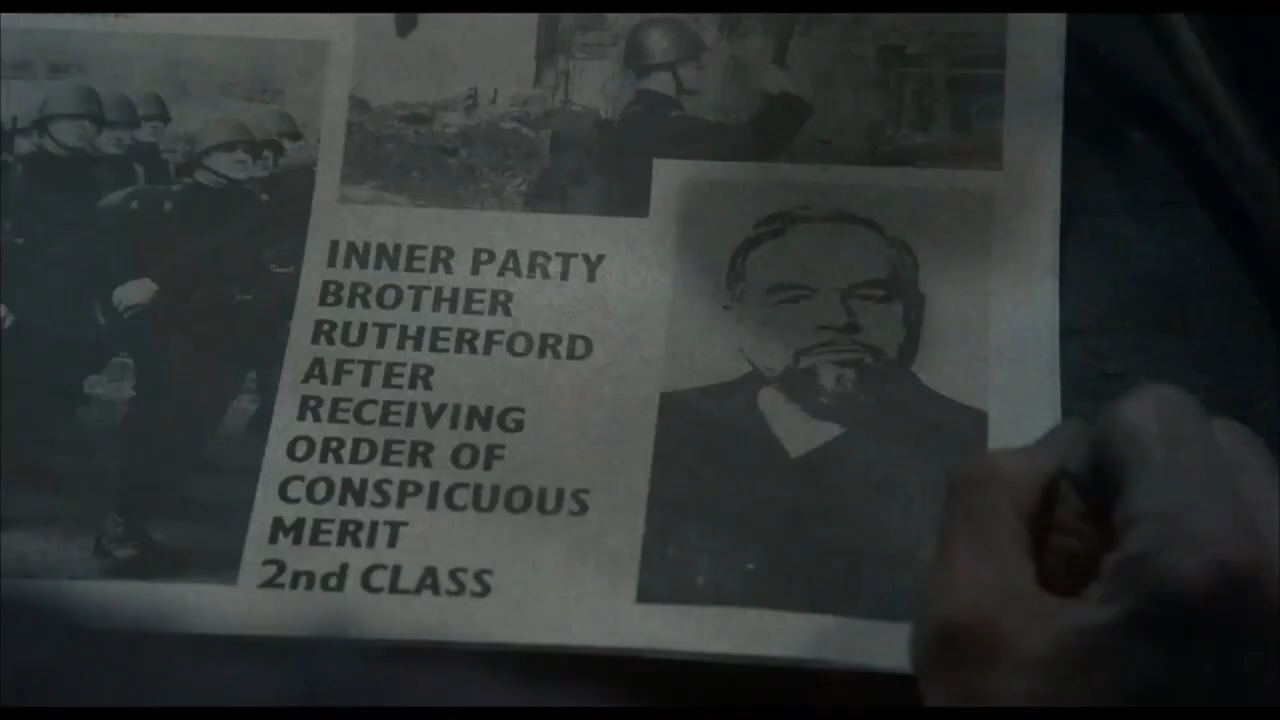 INNER PARTY
BROTHER
RUTHERFORD
AFTER
RECEIVING
ORDER OF
CONSPICUOUS
MERIT
2nd CLASS